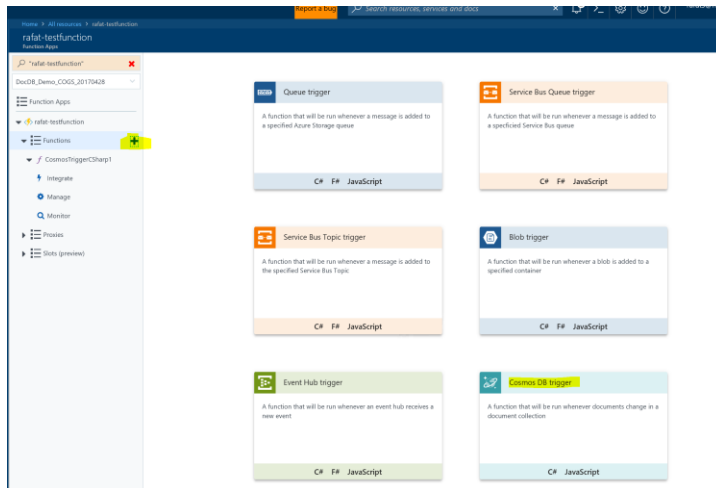 Report a bug
Search resources, services and docs
Home All resources rafat-testfunction
rafat-testfunction
Function Apps
"rafat-testfunction"
DocDB_Demo_COGS_20170428
Function Apps
rafat-testfunction
Functions
CosmosTriggerCSharp1
Integrate
Manage
Monitor
Proxies
Slots (preview)
Queue trigger
A function that will be run whenever a message is added to
a specified Azure Storage queue
C# F# JavaScript
Service Bus Queue trigger
A function that will be run whenever a message is added to
a specificied Service Bus queue
C# F# JavaScript
Service Bus Topic trigger
A function that will be run whenever a message is added to
the specified Service Bus Topic
C# F# JavaScript
Blob trigger
A function that will be run whenever a blob is added to a
specified container
C# F# JavaScript
Event Hub trigger
A function that will be run whenever an event hub receives a
new event
C# F# JavaScript
Cosmos DB trigger
A function that will be run whenever documents change in a
document collection
C# JavaScript